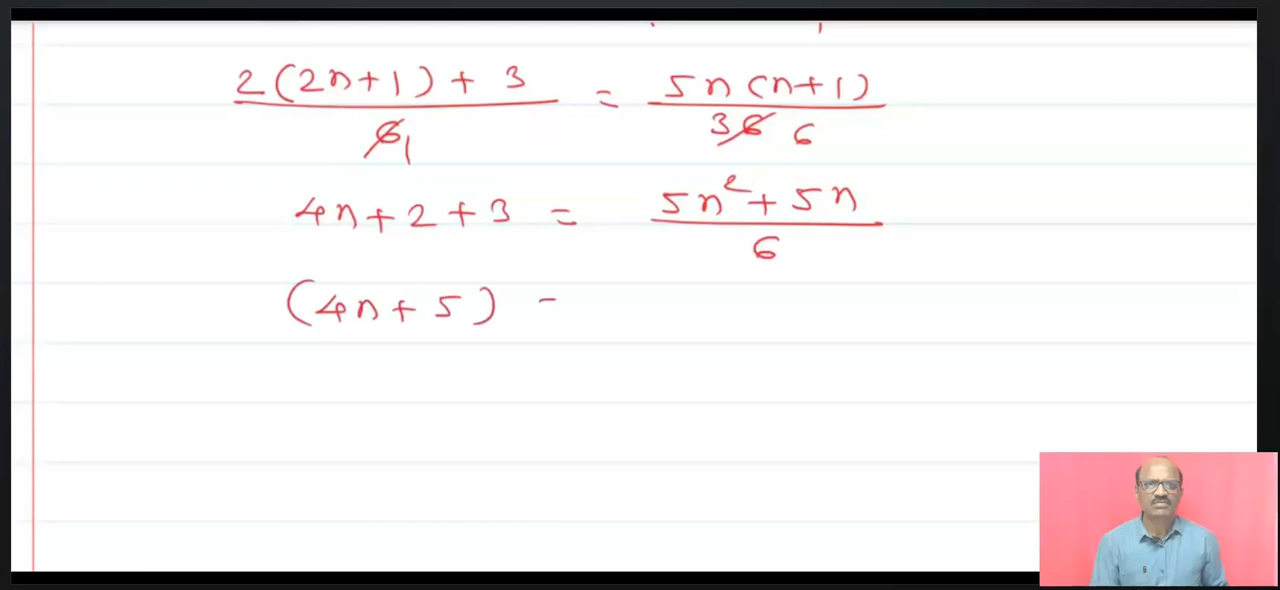 2(2n+1)+3/6̸1 = 5n(n+1)/3̸6̸ 6
4n+2+3 = 5n²+5n/6
(4n+5) =